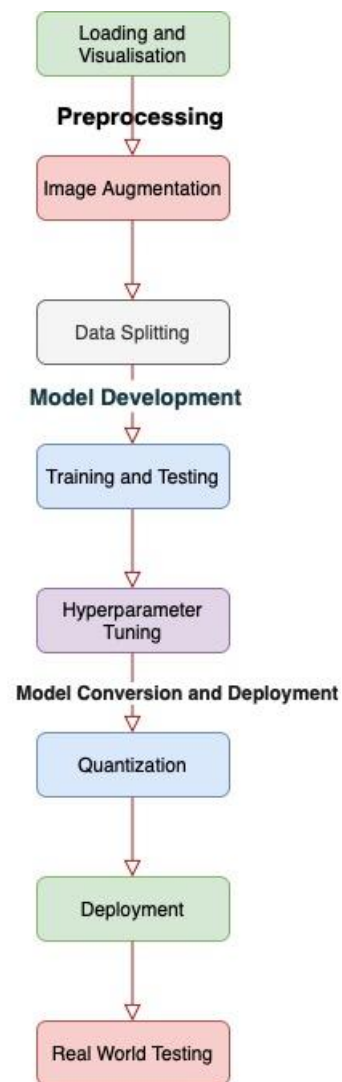 Loading and
Visualisation
Preprocessing
Image Augmentation
Data Splitting
Model Development
Training and Testing
Hyperparameter
Tuning
Model Conversion and Deployment
Quantization
Deployment
Real World Testing